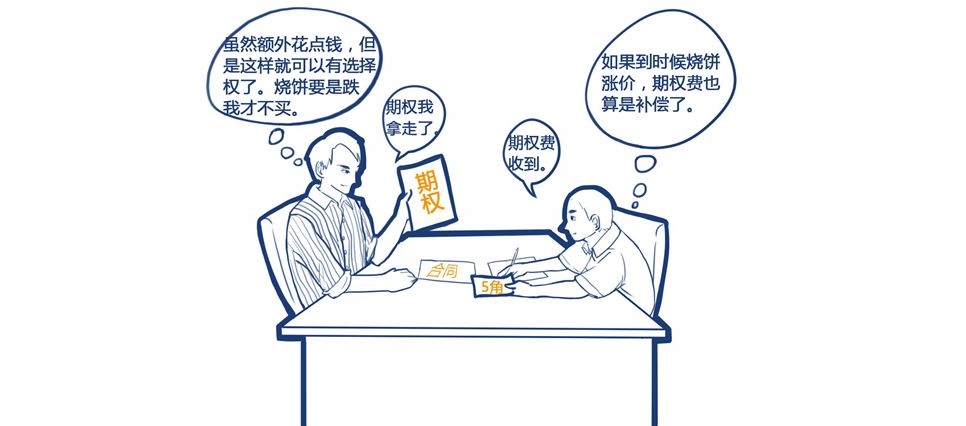 虽然额外花点钱，但
是这样就可以有选择
权了。烧饼要是跌
我才不买。
期权我
拿走了。
期权
期权费
收到。
如果到时候烧饼
涨价，期权费也
算是补偿了。
合同
5角